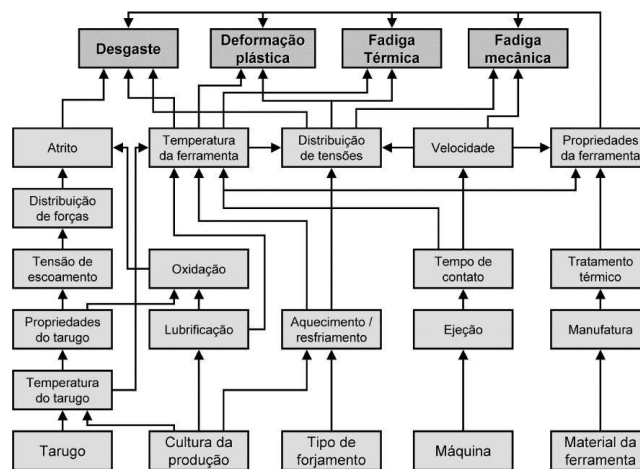 Desgaste
Deformação
plástica
Fadiga
Térmica
Fadiga
mecânica
Atrito
Temperatura
da ferramenta
Distribuição
de tensões
Velocidade
Propriedades
da ferramenta
Distribuição
de forças
Tensão de
escoamento
Oxidação
Tempo de
contato
Tratamento
térmico
Propriedades
do tarugo
Lubrificação
Aquecimento /
resfriamento
Ejeção
Manufatura
Temperatura
do tarugo
Tarugo
Cultura da
produção
Tipo de
forjamento
Máquina
Material da
ferramenta